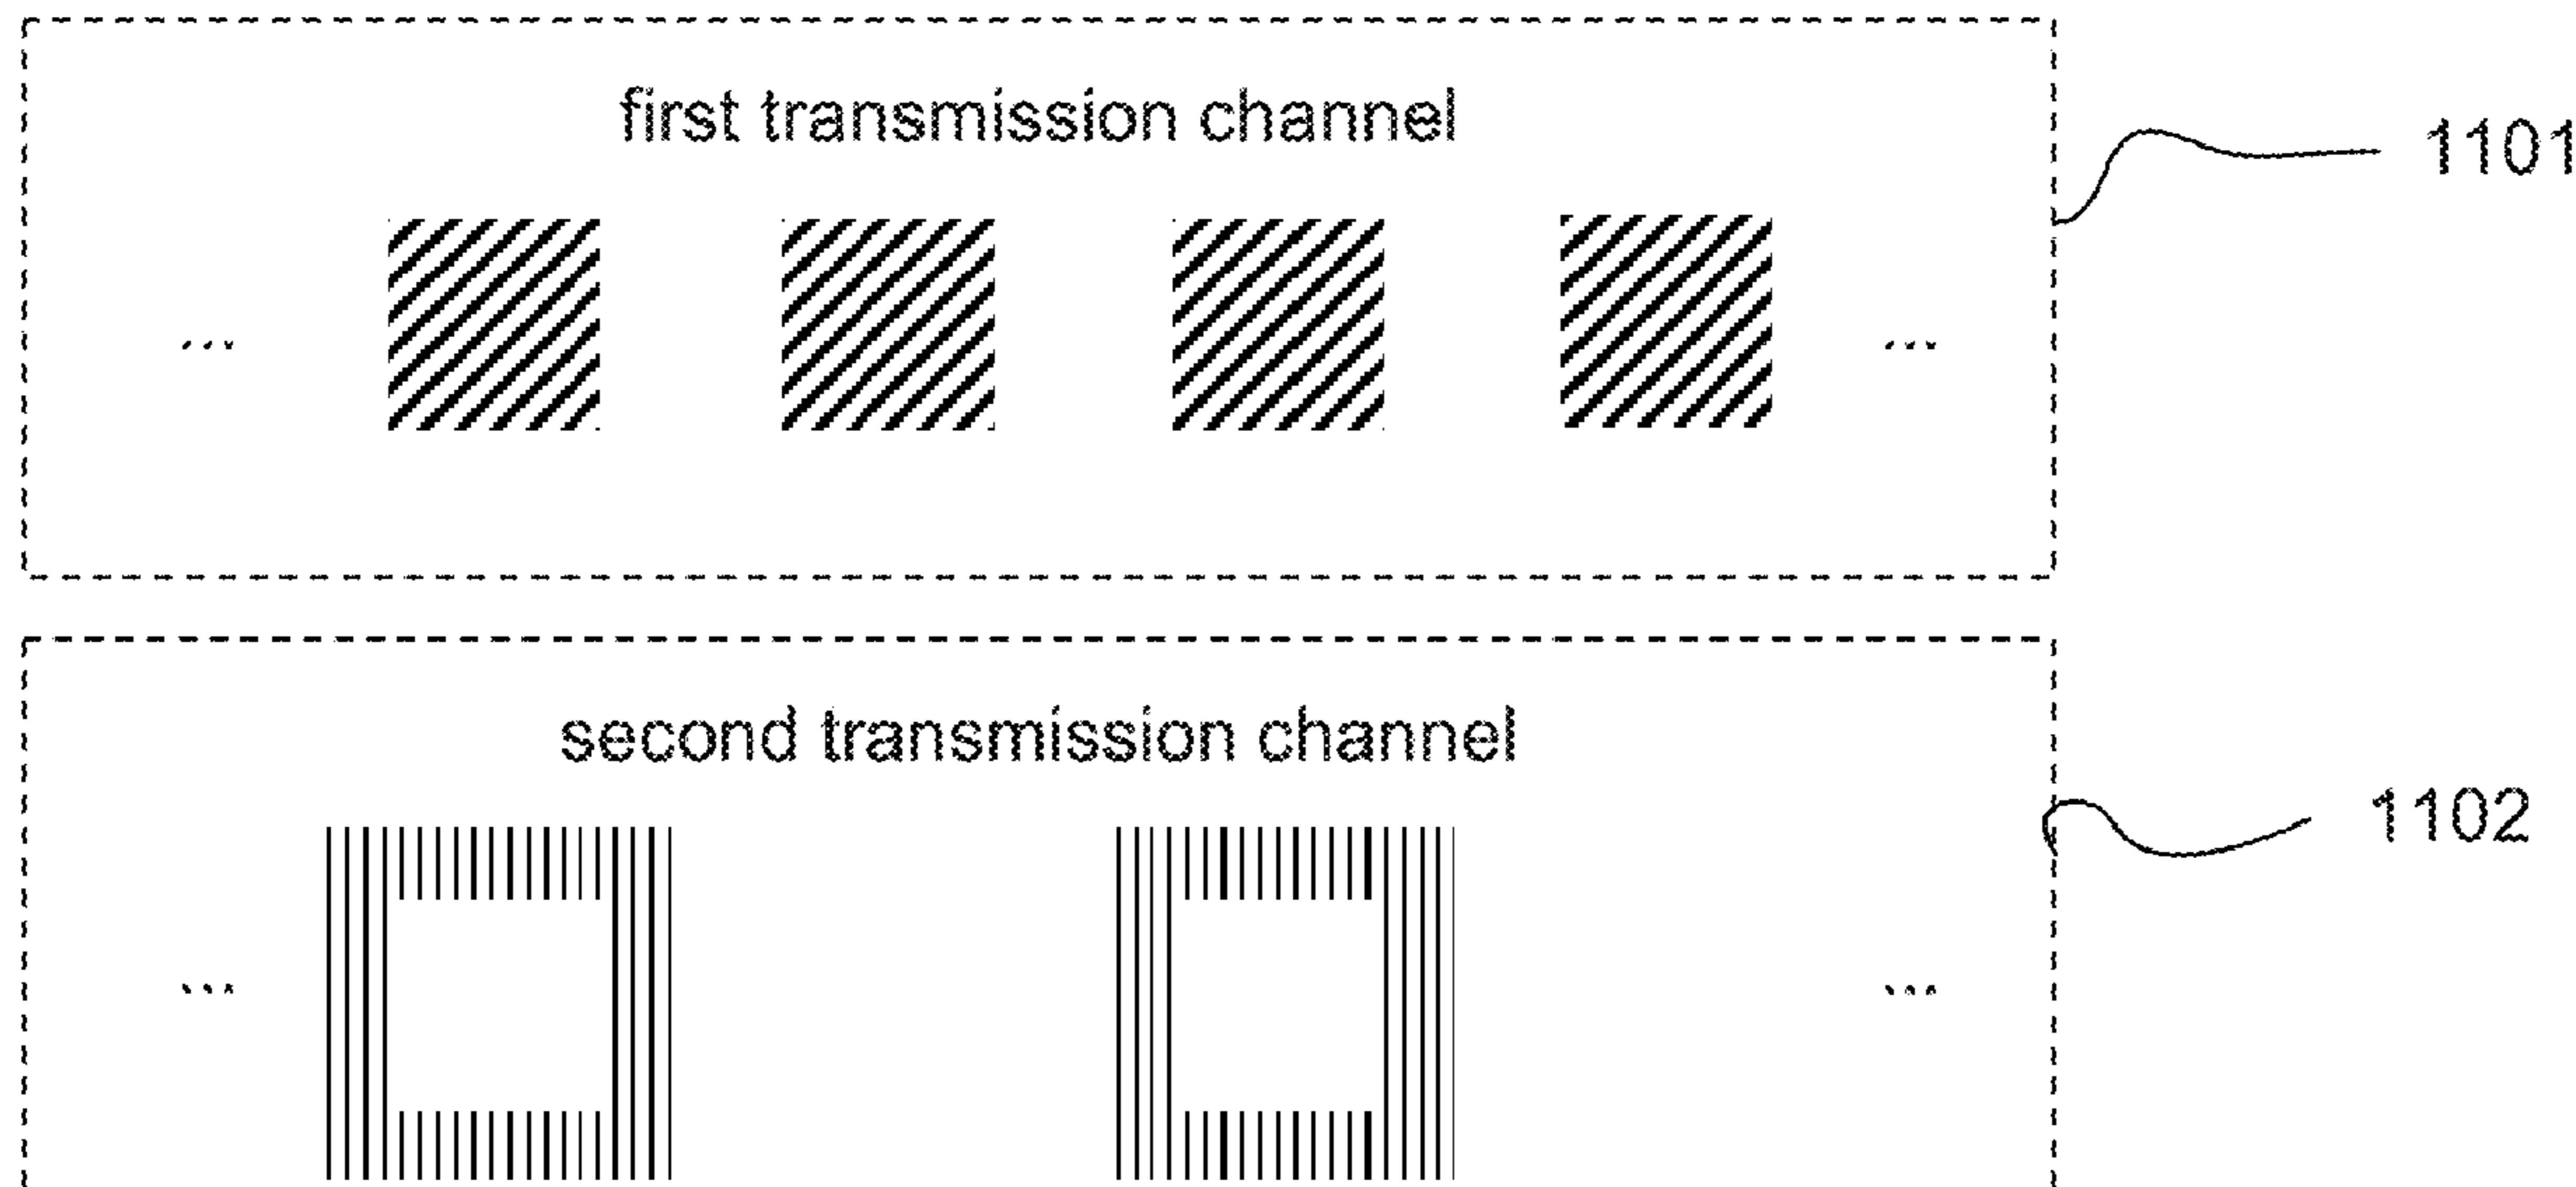 first transmission channel
1101
... ...
second transmission channel
1102
... ...